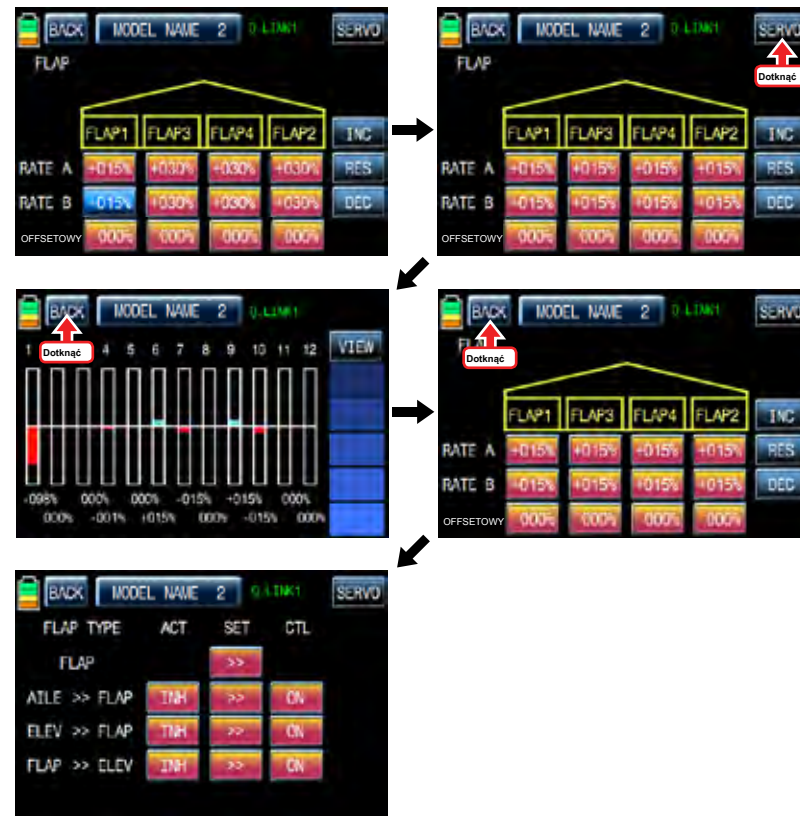 BACK MODEL NAME 2 Q.LINK1 SERVO
FLAP
FLAP1 FLAP3 FLAP4 FLAP2 INC
RATE A +015% +030% +030% +030% RES
RATE B -015% +030% +030% +030% DEC
OFFSETOWY 000% 000% 000% 000%
BACK MODEL NAME 2 Q.LINK1 SERVO
Dotknąć
FLAP
FLAP1 FLAP3 FLAP4 FLAP2 INC
RATE A +015% +015% +015% +015% RES
RATE B -015% +015% +015% +015% DEC
OFFSETOWY 000% 000% 000% 000%
BACK MODEL NAME 2 Q.LINK1
Dotknąć
1 4 5 6 7 8 9 10 11 12 VIEW
-098% 000% 000% -015% +015% 000%
000% -001% +015% 000% -015% 000%
BACK MODEL NAME 2 Q.LINK1 SERVO
Dotknąć
FLAP1 FLAP3 FLAP4 FLAP2 INC
RATE A +015% +015% +015% +015% RES
RATE B -015% +015% +015% +015% DEC
OFFSETOWY 000% 000% 000% 000%
BACK MODEL NAME 2 Q.LINK1 SERVO
FLAP TYPE ACT SET CTL
FLAP >>
AILE >> FLAP INH >> ON
ELEV >> FLAP INH >> ON
FLAP >> ELEV INH >> ON